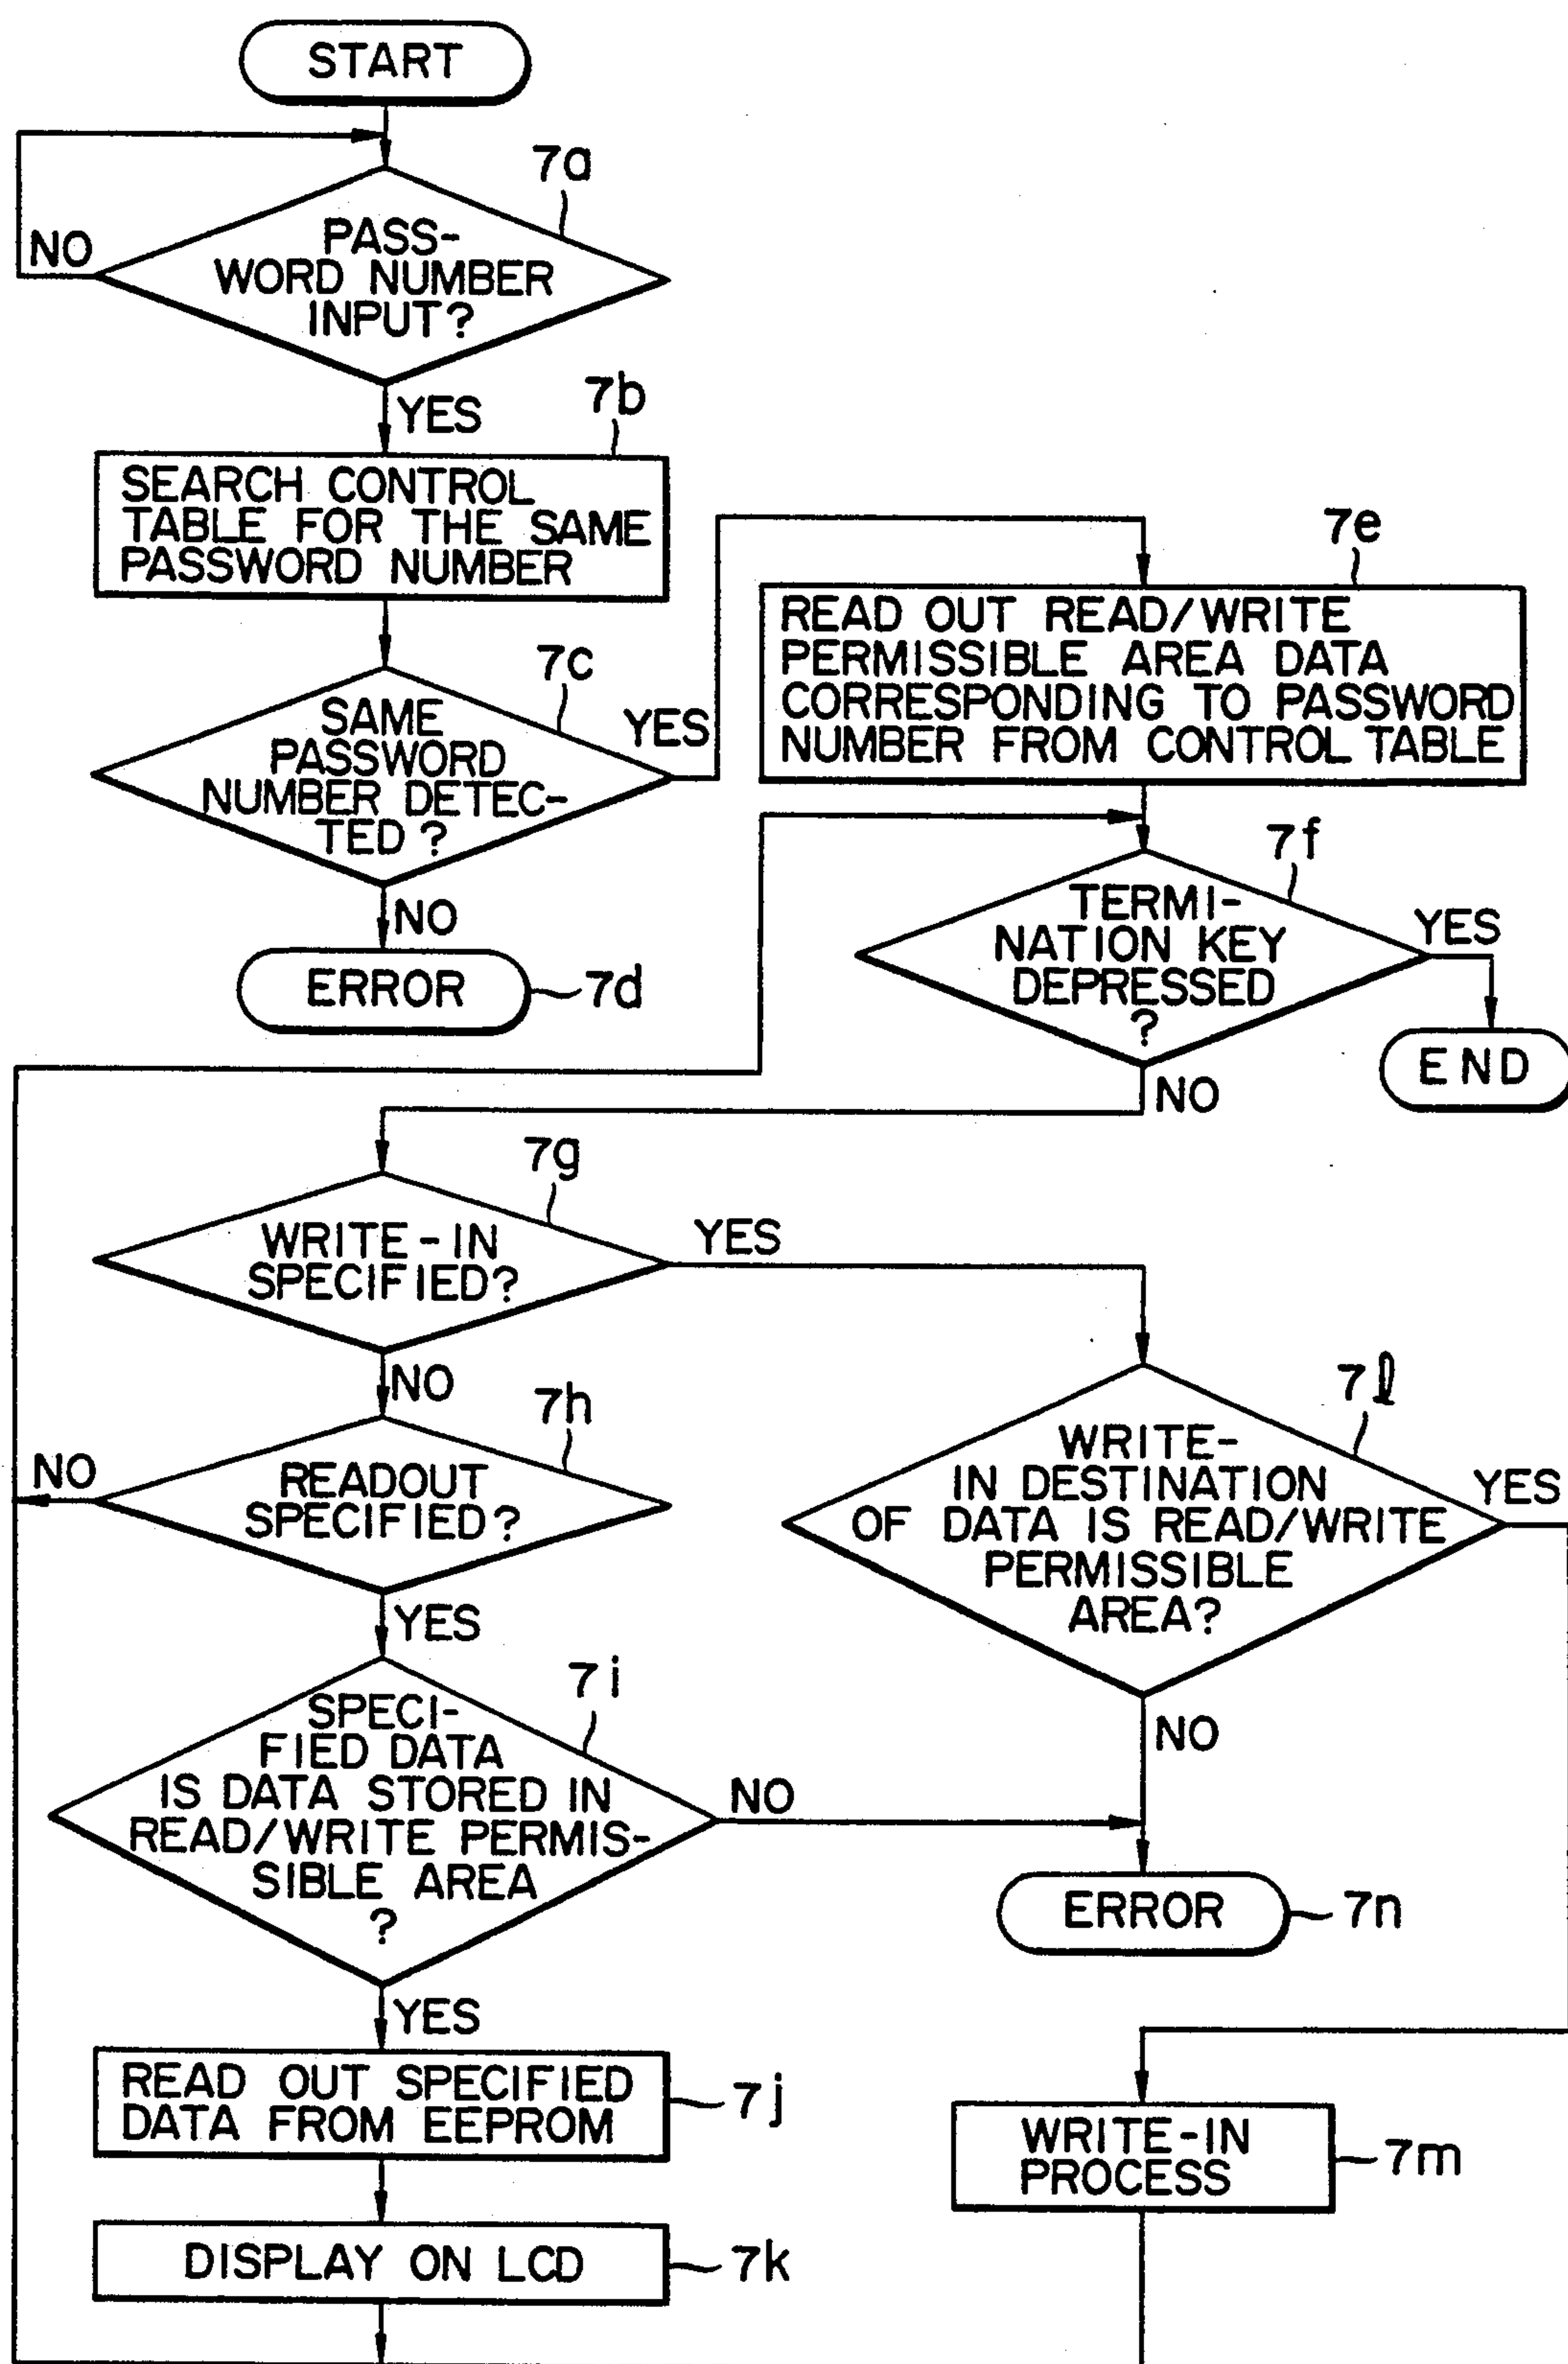 START
7a
NO
PASS-
WORD NUMBER
INPUT?
YES
7b
SEARCH CONTROL
TABLE FOR THE SAME
PASSWORD NUMBER
7c
SAME
PASSWORD
NUMBER DETEC-
TED?
YES
NO
ERROR
7d
7e
READ OUT READ/WRITE
PERMISSIBLE AREA DATA
CORRESPONDING TO PASSWORD
NUMBER FROM CONTROL TABLE
7f
TERMI-
NATION KEY
DEPRESSED
?
YES
END
NO
7g
WRITE-IN
SPECIFIED?
YES
NO
7h
READOUT
SPECIFIED?
NO
YES
7i
SPECI-
FIED DATA
IS DATA STORED IN
READ/WRITE PERMIS-
SIBLE AREA
?
NO
YES
READ OUT SPECIFIED
DATA FROM EEPROM
7j
DISPLAY ON LCD
7k
7l
WRITE-
IN DESTINATION
OF DATA IS READ/WRITE
PERMISSIBLE
AREA?
YES
NO
ERROR
7n
WRITE-IN
PROCESS
7m